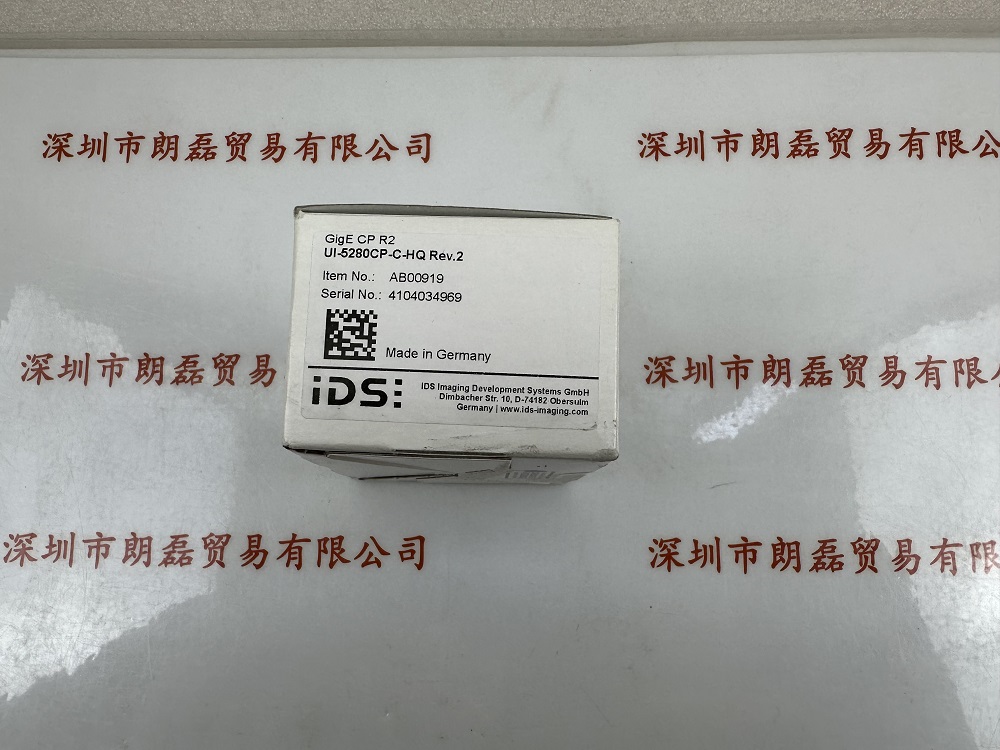 深圳市朗磊贸易有限公司
深圳市朗磊贸易有限公
GigE CP R2
UI-5280CP-C-HQ Rev.2
Item No.: AB00919
Serial No.: 4104034969
Made in Germany
iDS:
IDS Imaging Development Systems GmbH
Dimbacher Str. 10, D-74182 Obersulm
Germany | www.ids-imaging.com
深圳市朗磊贸易
深圳市朗磊贸易有限
深圳市朗磊贸易有限公司
深圳市朗磊贸易有限